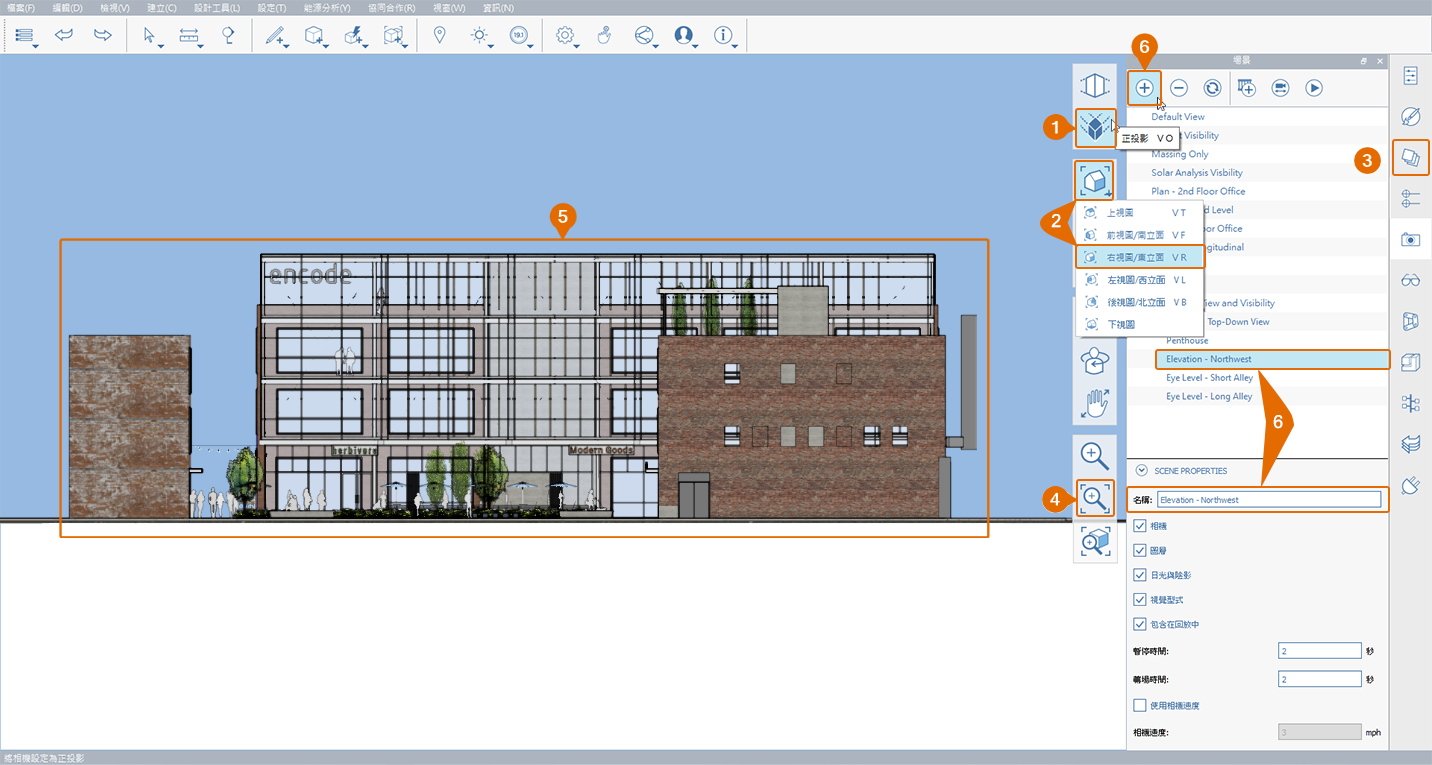 檔案(F) 編輯(D) 檢視(V) 建立(C) 設計工具(L) 設定(T) 能源分析(Y) 協同合作(R) 視窗(W) 資訊(N)
19.1
6
場景
1
正投影 V O
Default View
Visibility
Massing Only
3
Solar Analysis Visbility
Plan - 2nd Floor Office
2
上視圖 V T
d Level
前視圖/南立面 V F
or Office
右視圖/東立面 V R
gitudinal
左視圖/西立面 V L
後視圖/北立面 V B
iew and Visibility
下視圖
Top-Down View
Penthouse
Elevation - Northwest
Eye Level - Short Alley
Eye Level - Long Alley
5
encode
herbivore
Modern Goods
6
4
SCENE PROPERTIES
名稱: Elevation - Northwest
相機
圖層
日光與陰影
視覺型式
包含在回放中
暫停時間: 2 秒
轉場時間: 2 秒
使用相機速度
相機速度: 3 mph
將相機設定為正投影